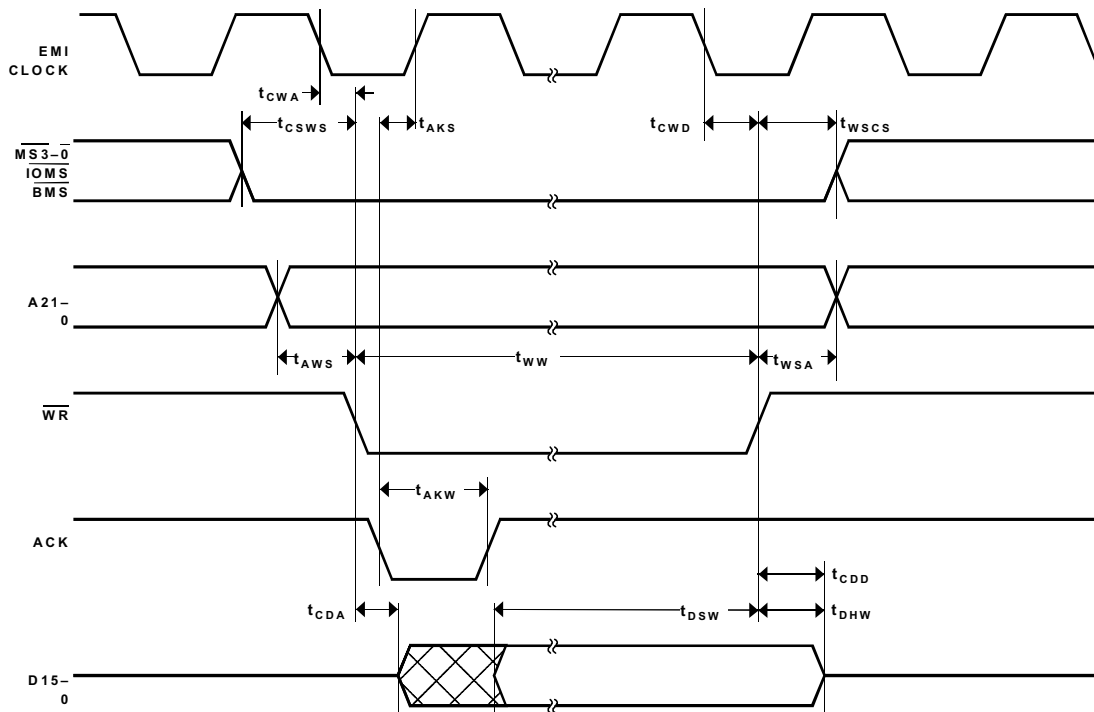 EMI
CLOCK
tCWA
tCSWS
tAKS
tCWD
tWSCS
MS3–0
IOMS
BMS
A21–
0
tAWS
tWW
tWSA
WR
tAKW
ACK
tCDD
tCDA
tDSW
tDHW
D15–
0